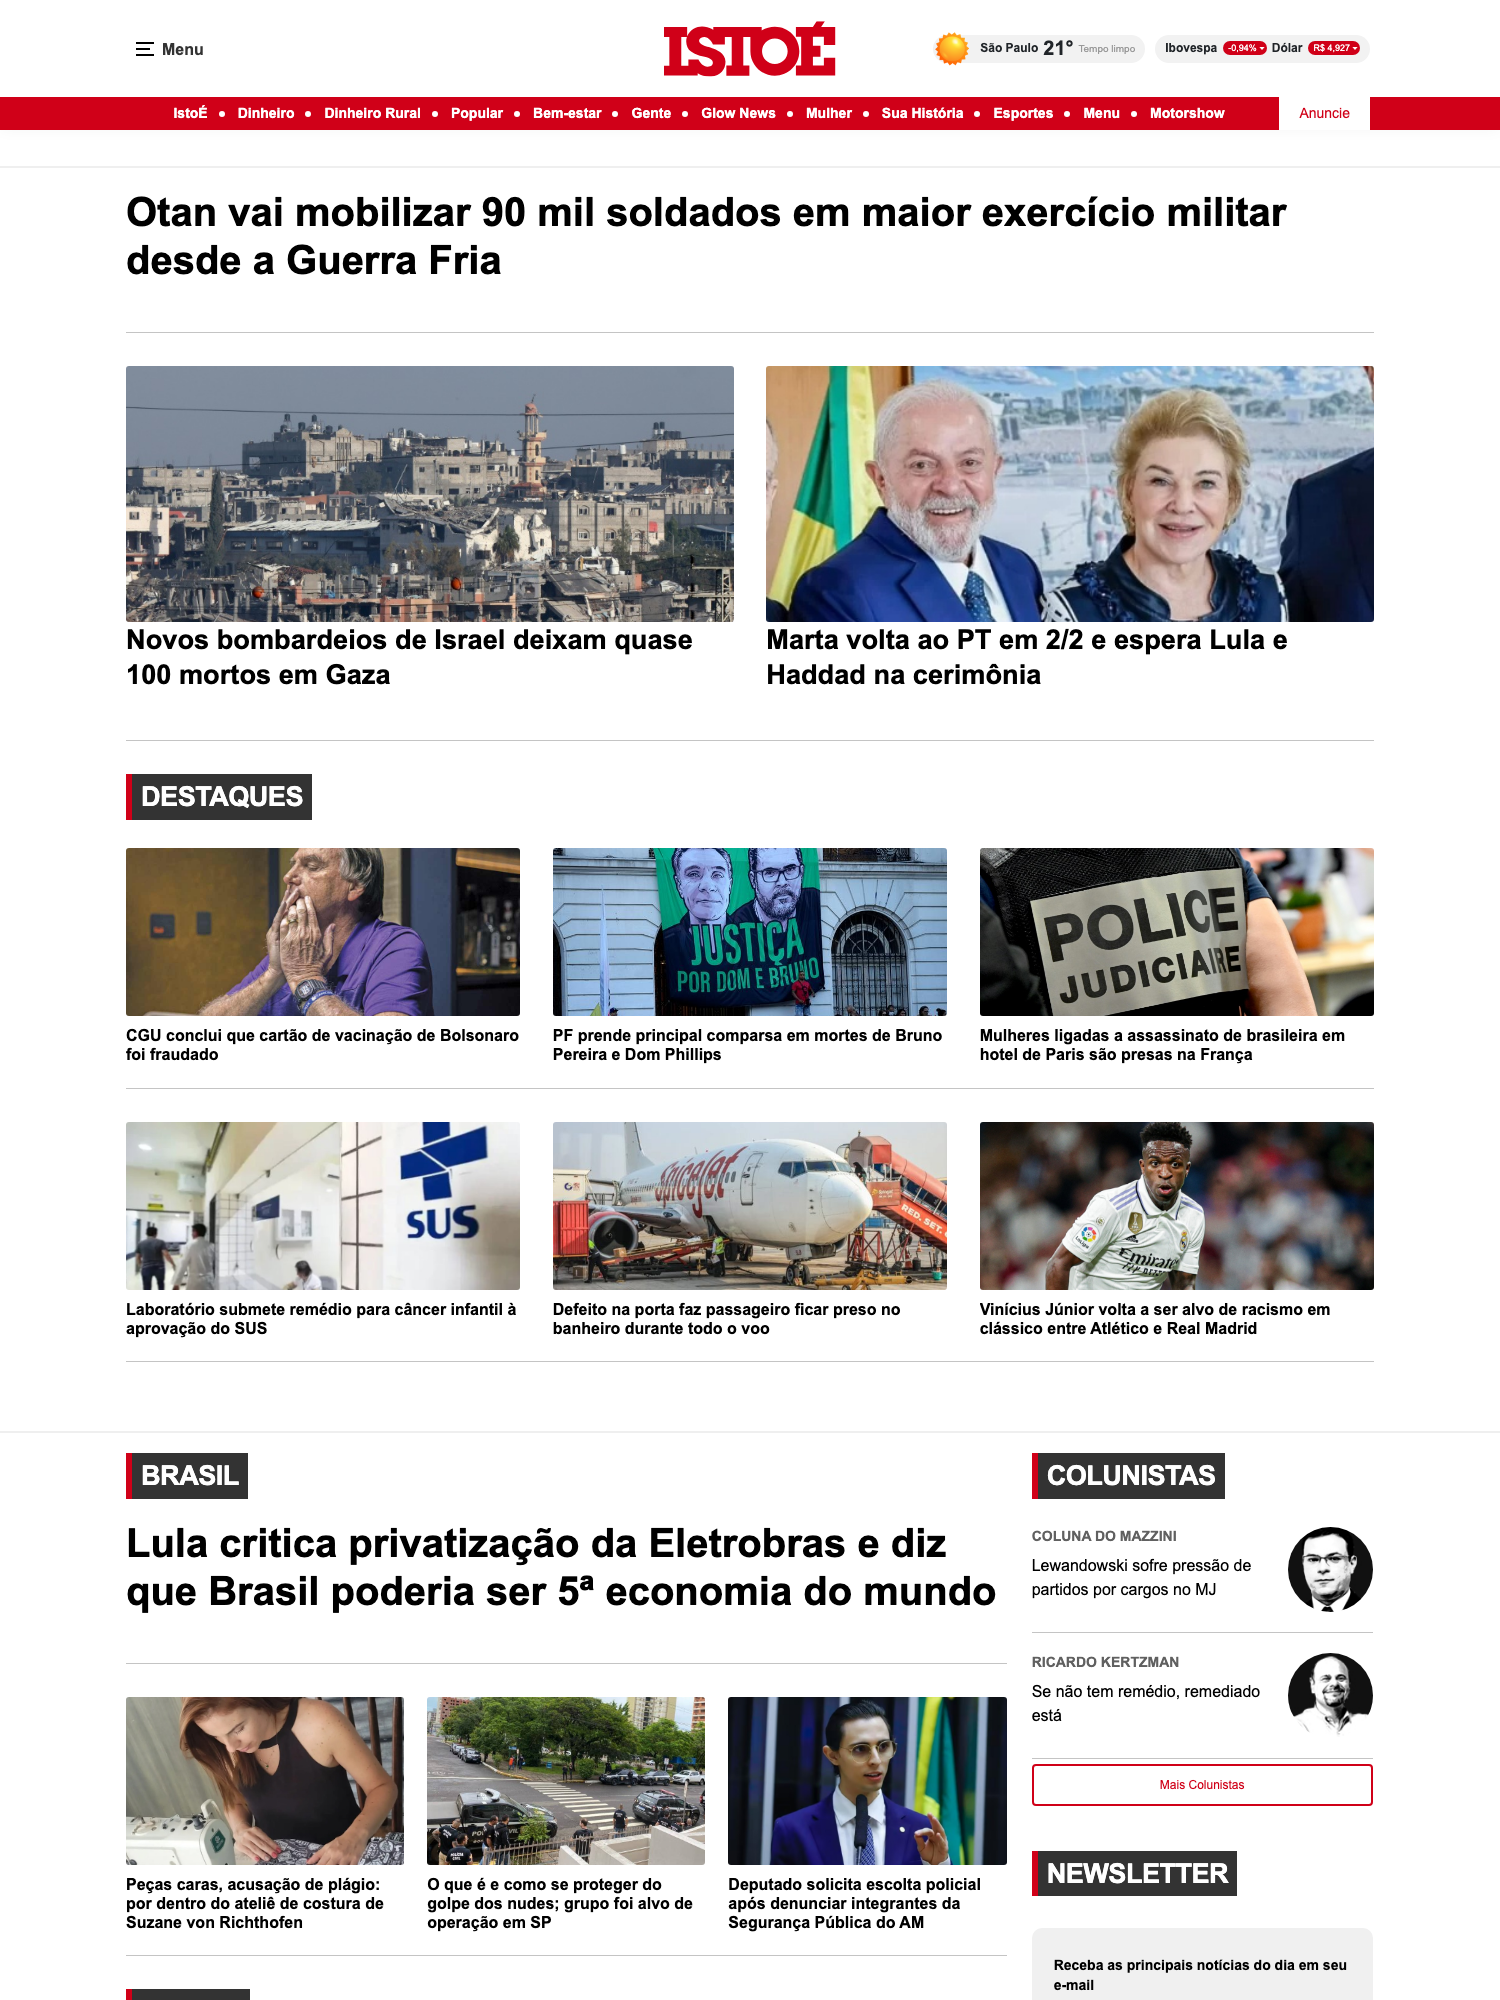 Menu
ISTOÉ
São Paulo 21° Tempo limpo
Ibovespa -0,94% Dólar R$ 4,927
IstoÉ • Dinheiro • Dinheiro Rural • Popular • Bem-estar • Gente • Glow News • Mulher • Sua História • Esportes • Menu • Motorshow
Anuncie
Otan vai mobilizar 90 mil soldados em maior exercício militar
desde a Guerra Fria
Novos bombardeios de Israel deixam quase
100 mortos em Gaza
Marta volta ao PT em 2/2 e espera Lula e
Haddad na cerimônia
DESTAQUES
JUSTIÇA
POR DOM E BRUNO
POLICE
JUDICIAIRE
CGU conclui que cartão de vacinação de Bolsonaro
foi fraudado
PF prende principal comparsa em mortes de Bruno
Pereira e Dom Phillips
Mulheres ligadas a assassinato de brasileira em
hotel de Paris são presas na França
SUS
SpiceJet
RED. SET.
Emirates
FLY BETTER
Laboratório submete remédio para câncer infantil à
aprovação do SUS
Defeito na porta faz passageiro ficar preso no
banheiro durante todo o voo
Vinícius Júnior volta a ser alvo de racismo em
clássico entre Atlético e Real Madrid
BRASIL
Lula critica privatização da Eletrobras e diz
que Brasil poderia ser 5ª economia do mundo
Peças caras, acusação de plágio:
por dentro do ateliê de costura de
Suzane von Richthofen
O que é e como se proteger do
golpe dos nudes; grupo foi alvo de
operação em SP
Deputado solicita escolta policial
após denunciar integrantes da
Segurança Pública do AM
COLUNISTAS
COLUNA DO MAZZINI
Lewandowski sofre pressão de
partidos por cargos no MJ
RICARDO KERTZMAN
Se não tem remédio, remediado
está
Mais Colunistas
NEWSLETTER
Receba as principais notícias do dia em seu
e-mail